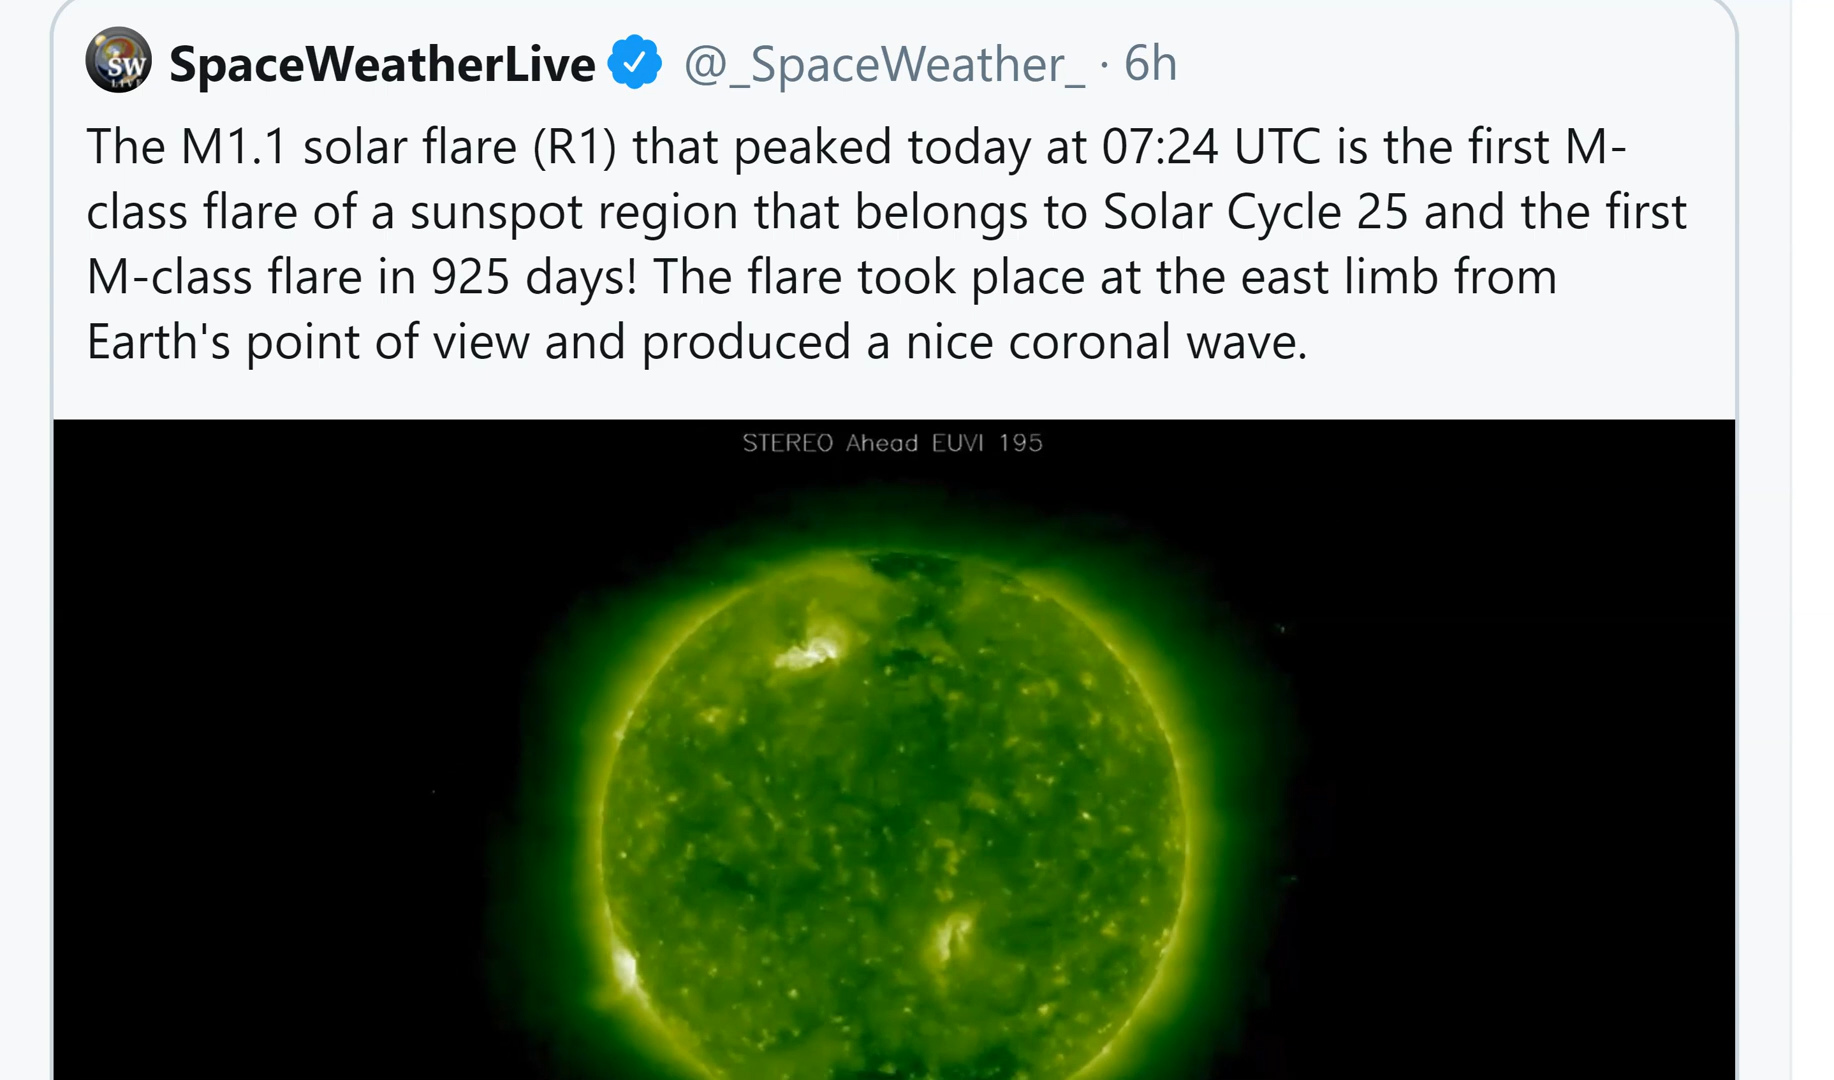 SpaceWeatherLive @_SpaceWeather_ · 6h
The M1.1 solar flare (R1) that peaked today at 07:24 UTC is the first M-
class flare of a sunspot region that belongs to Solar Cycle 25 and the first
M-class flare in 925 days! The flare took place at the east limb from
Earth's point of view and produced a nice coronal wave.
SW
LIVE
STEREO Ahead EUVI 195